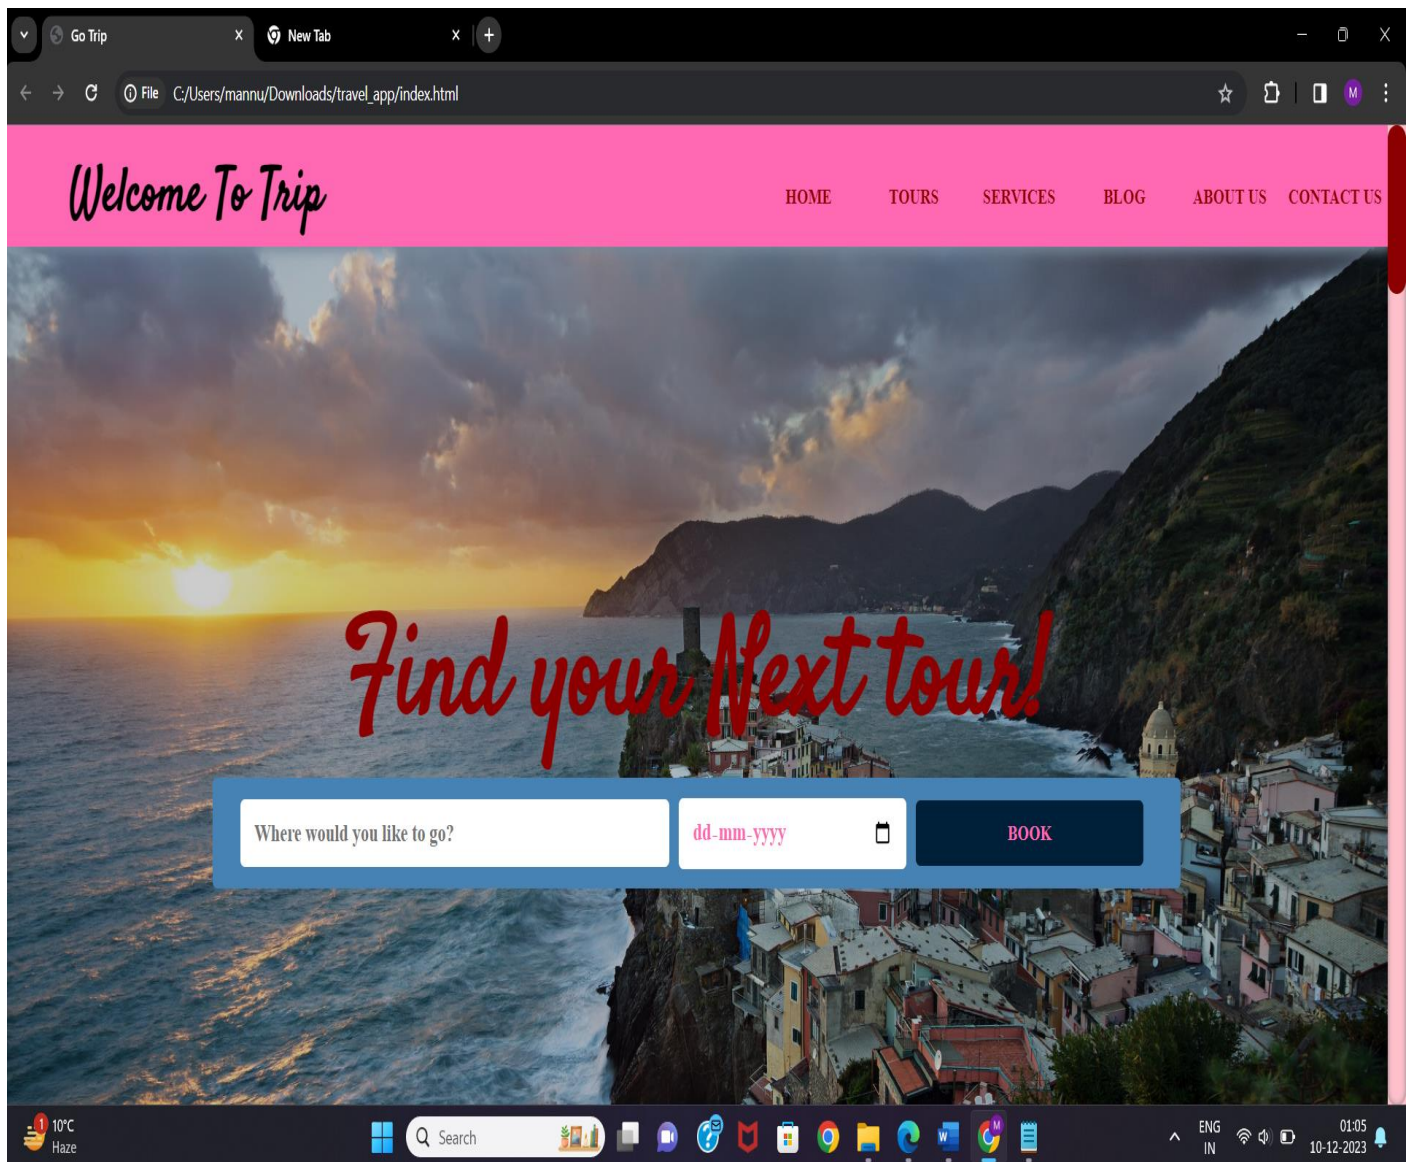 Go Trip
New Tab
File C:/Users/mannu/Downloads/travel_app/index.html
M
Welcome To Trip
HOME TOURS SERVICES BLOG ABOUT US CONTACT US
Find your Next tour!
Where would you like to go? dd-mm-yyyy BOOK
1
10°C
Haze
Search
M
ENG
IN
01:05
10-12-2023